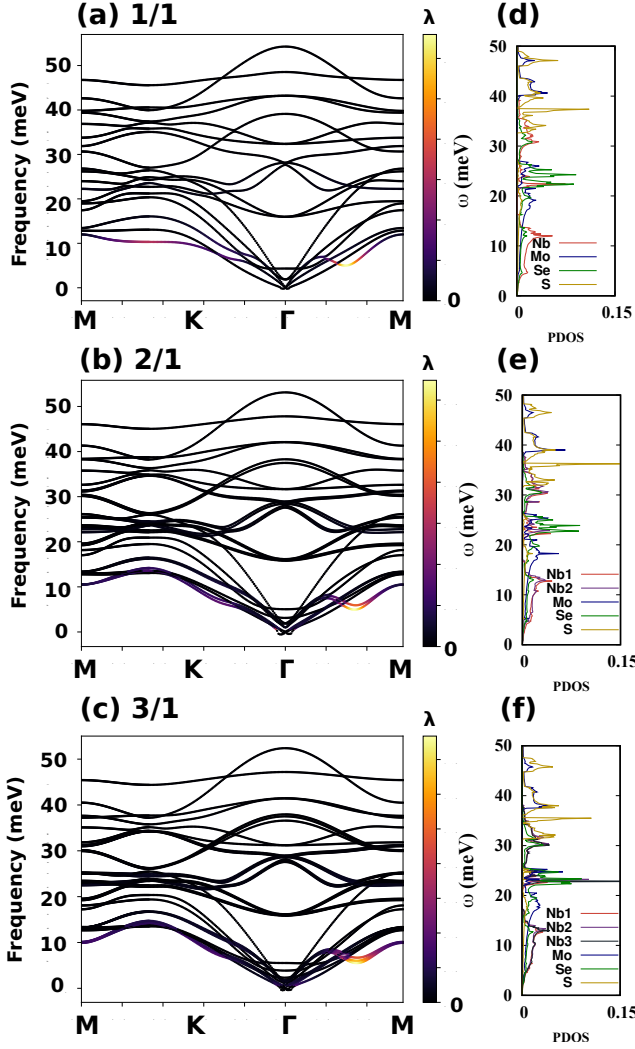 (a) 1/1
λ
(d)
Frequency (meV)
50
40
30
20
10
0
M K Γ M
0
ω (meV)
50
40
30
20
10
0
Nb
Mo
Se
S
0 0.15
PDOS
(b) 2/1
λ
(e)
Frequency (meV)
50
40
30
20
10
0
M K Γ M
0
ω (meV)
50
40
30
20
10
0
Nb1
Nb2
Mo
Se
S
0 0.15
PDOS
(c) 3/1
λ
(f)
Frequency (meV)
50
40
30
20
10
0
M K Γ M
0
ω (meV)
50
40
30
20
10
0
Nb1
Nb2
Nb3
Mo
Se
S
0 0.15
PDOS